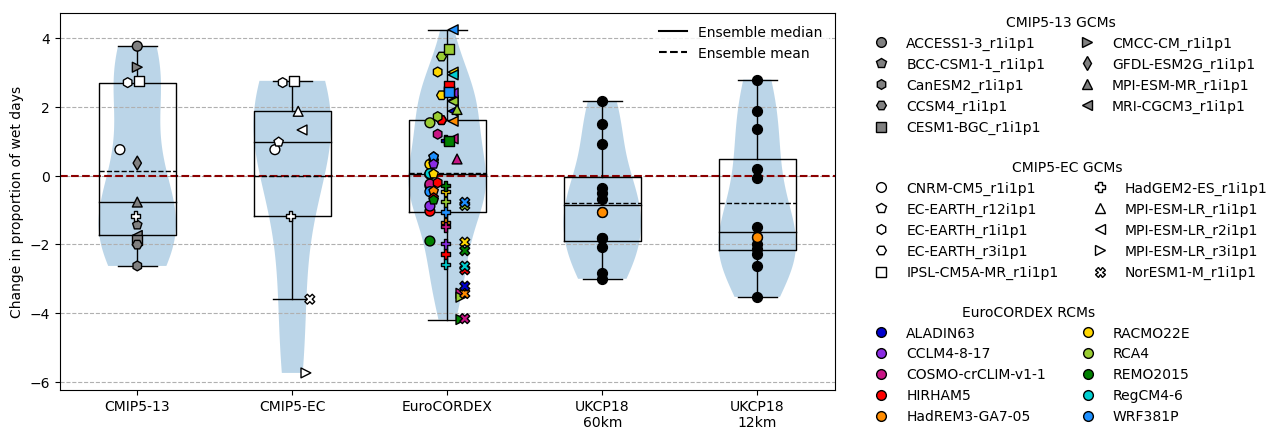 Change in proportion of wet days
4
2
0
−2
−4
−6
Ensemble median
Ensemble mean
CMIP5-13
CMIP5-EC
EuroCORDEX
UKCP18
60km
UKCP18
12km
CMIP5-13 GCMs
ACCESS1-3_r1i1p1
BCC-CSM1-1_r1i1p1
CanESM2_r1i1p1
CCSM4_r1i1p1
CESM1-BGC_r1i1p1
CMCC-CM_r1i1p1
GFDL-ESM2G_r1i1p1
MPI-ESM-MR_r1i1p1
MRI-CGCM3_r1i1p1
CMIP5-EC GCMs
CNRM-CM5_r1i1p1
EC-EARTH_r12i1p1
EC-EARTH_r1i1p1
EC-EARTH_r3i1p1
IPSL-CM5A-MR_r1i1p1
HadGEM2-ES_r1i1p1
MPI-ESM-LR_r1i1p1
MPI-ESM-LR_r2i1p1
MPI-ESM-LR_r3i1p1
NorESM1-M_r1i1p1
EuroCORDEX RCMs
ALADIN63
CCLM4-8-17
COSMO-crCLIM-v1-1
HIRHAM5
HadREM3-GA7-05
RACMO22E
RCA4
REMO2015
RegCM4-6
WRF381P